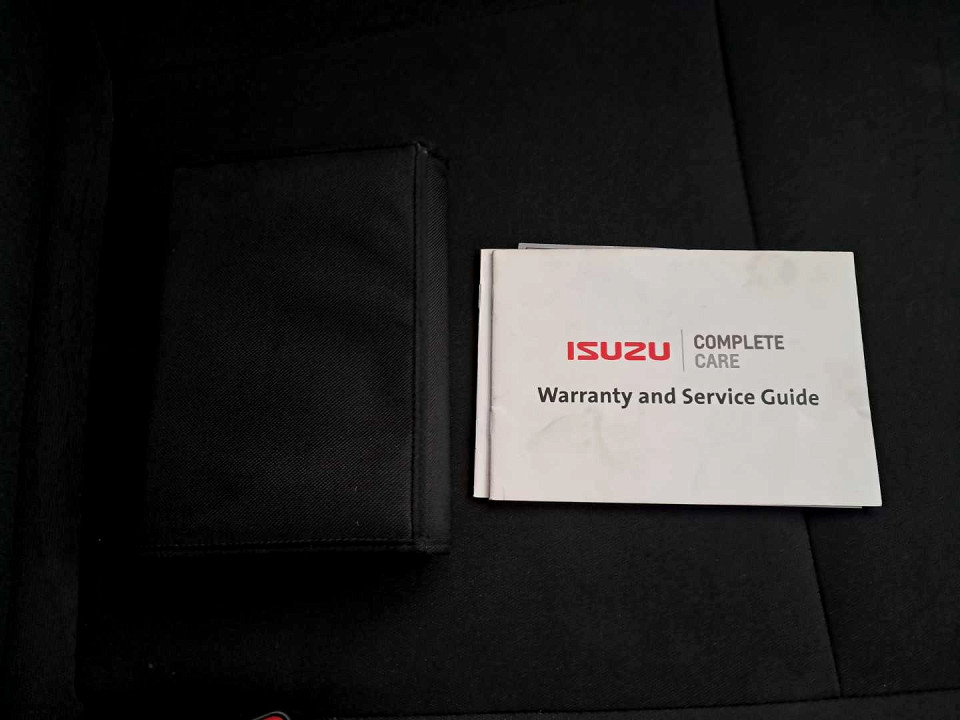 ISUZU COMPLETE
CARE
Warranty and Service Guide